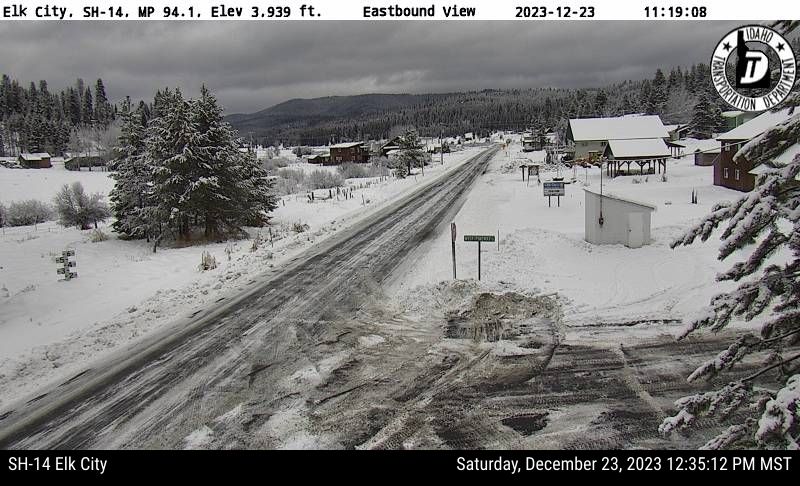 Elk City, SH-14, MP 94.1, Elev 3,939 ft. Eastbound View 2023-12-23 11:19:08
IDAHO
TRANSPORTATION DEPARTMENT
SH-14 Elk City Saturday, December 23, 2023 12:35:12 PM MST